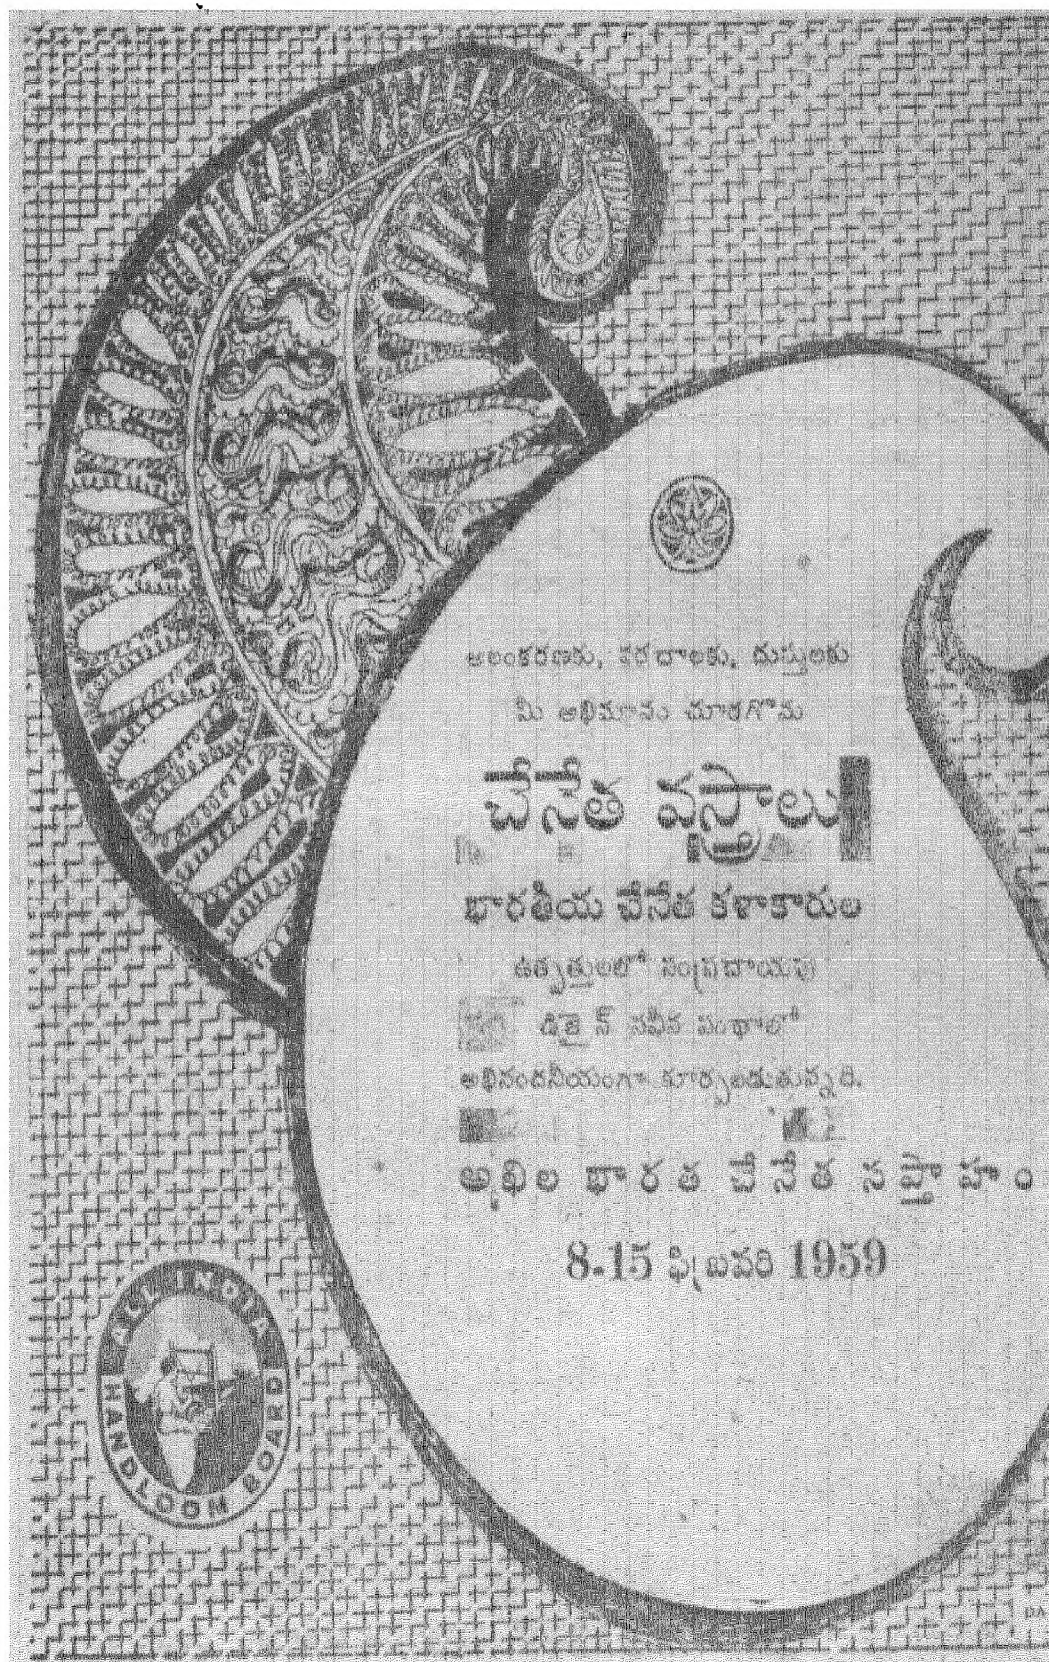 అలంకరణకు, పరదాలకు, దుస్తులకు
మీ అభిమానం చూరగొను
చేనేత వస్త్రాలు
భారతీయ చేనేత కళాకారుల
ఉత్పత్తులలో సంప్రదాయపు
డిజైన్ నవీన పంథాలో
అభినందనీయంగా కూర్చబడుతున్నది.
అఖిల భారత చేనేత సప్తాహం
8-15 ఫిబ్రవరి 1959
ALL INDIA
HANDLOOM BOARD